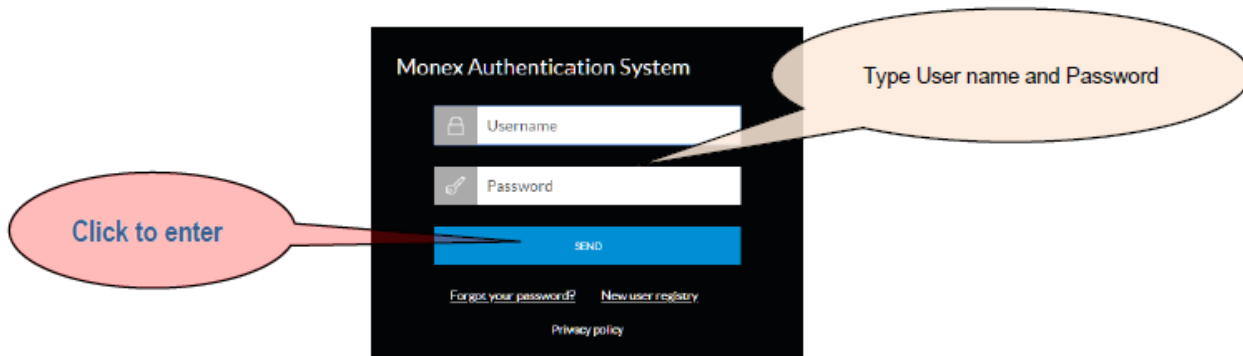 Monex Authentication System
Type User name and Password
Username
Password
Click to enter
SEND
Forgot your password? New user registry
Privacy policy